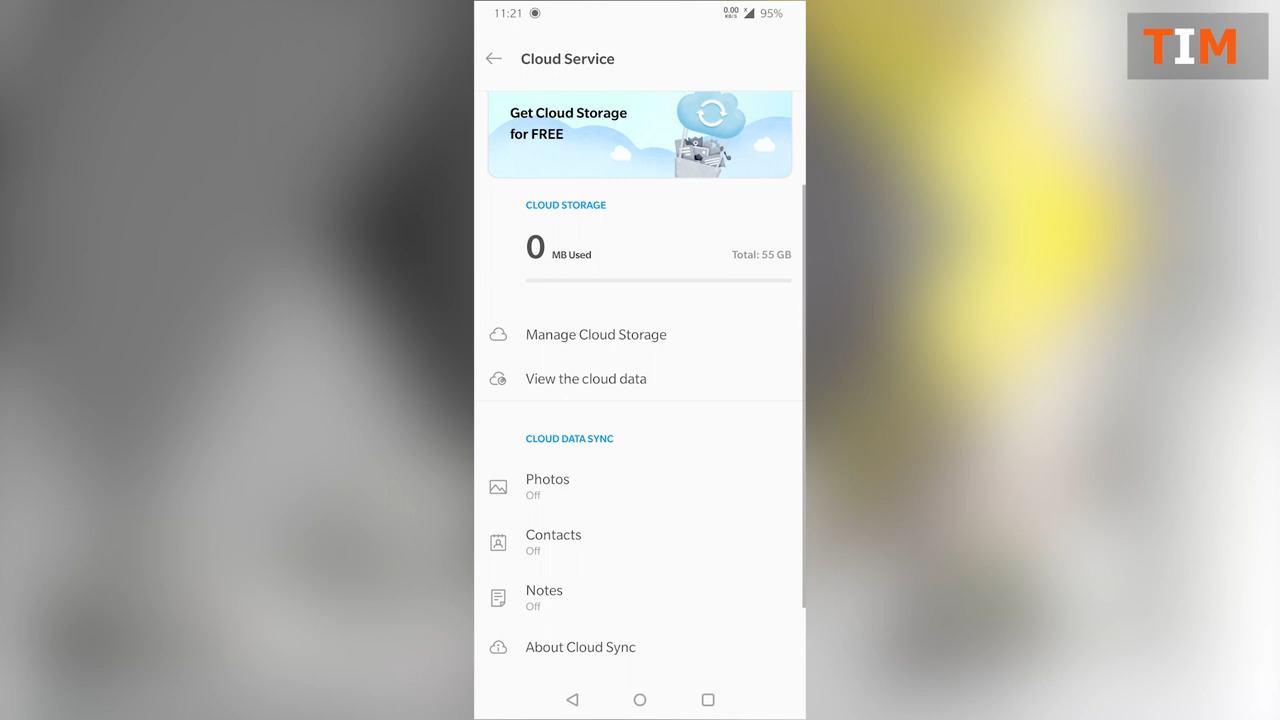 11:21
0.00
KB/S
x
95%
TIM
Cloud Service
Get Cloud Storage
for FREE
CLOUD STORAGE
0 MB Used
Total: 55 GB
Manage Cloud Storage
View the cloud data
CLOUD DATA SYNC
Photos
Off
Contacts
Off
Notes
Off
About Cloud Sync